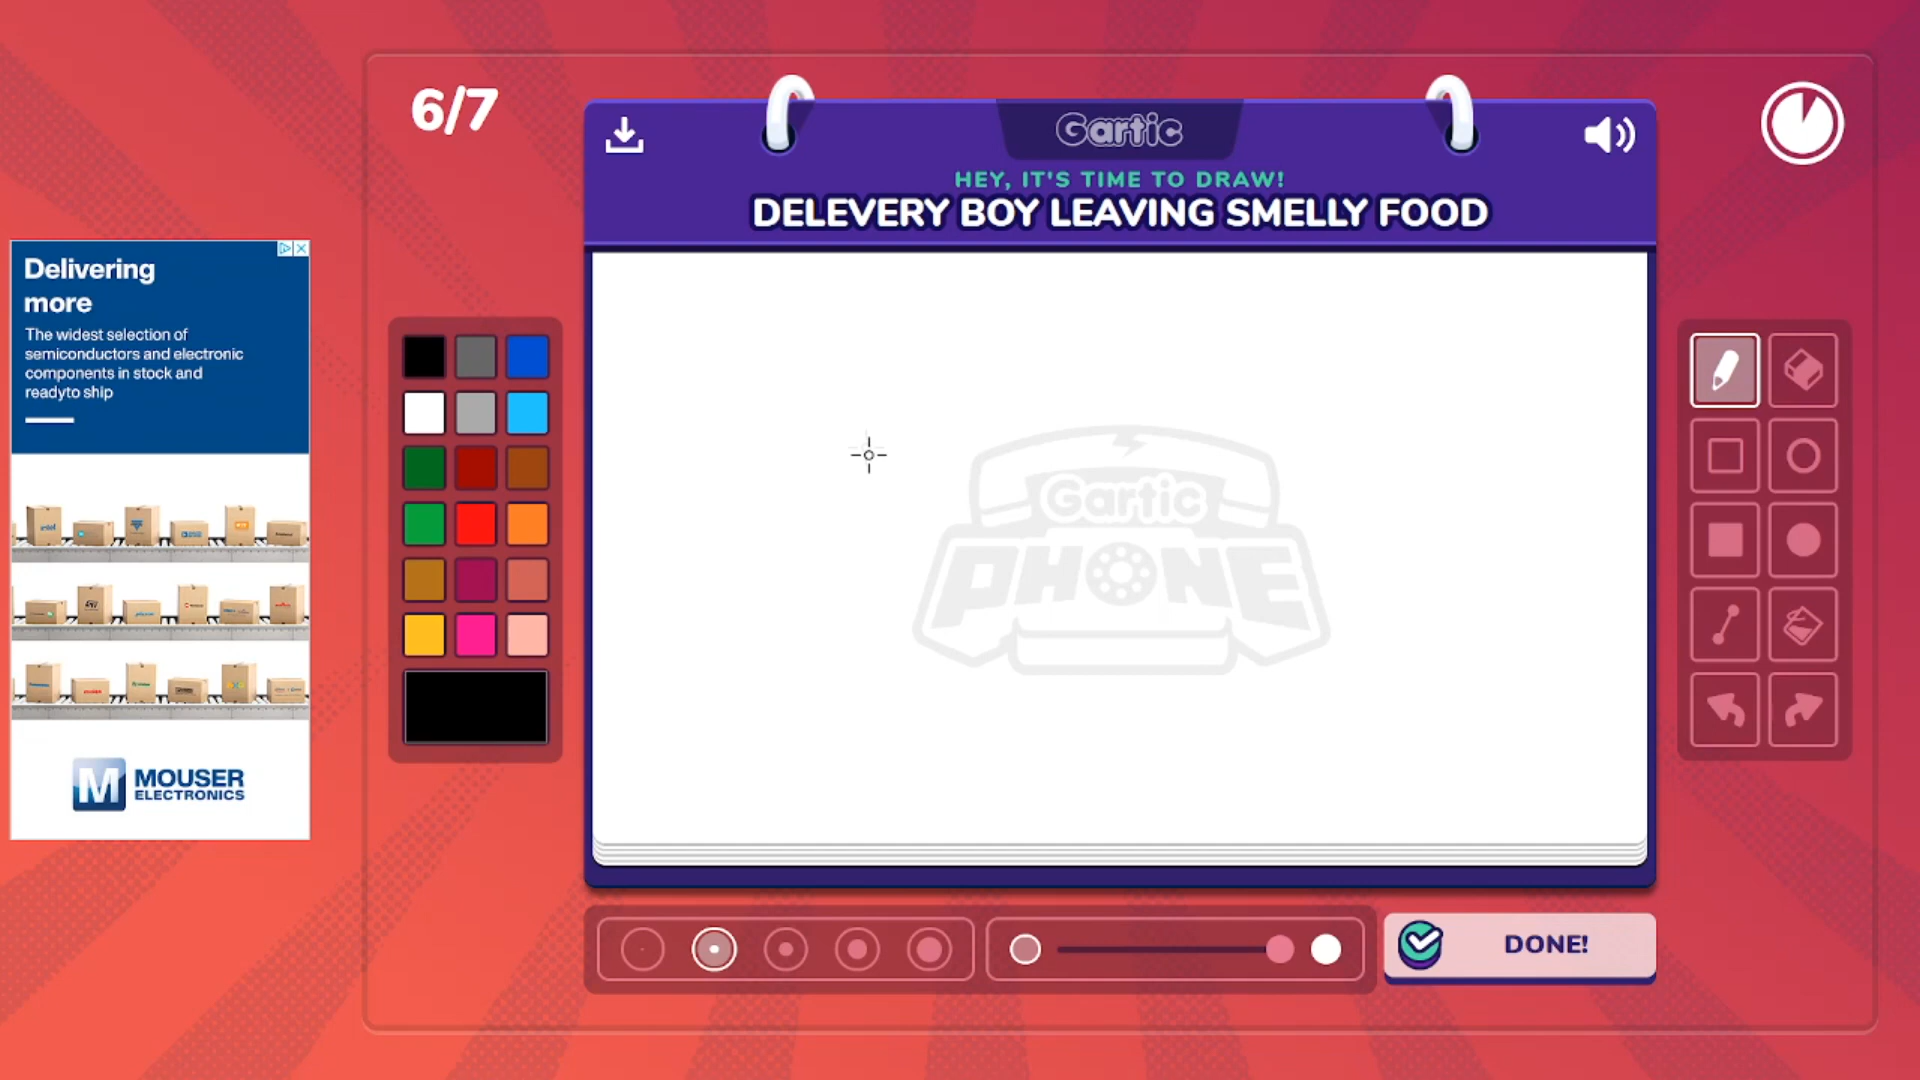 6/7
Gartic
HEY, IT'S TIME TO DRAW!
DELEVERY BOY LEAVING SMELLY FOOD
Delivering
more
The widest selection of
semiconductors and electronic
components in stock and
readyto ship
intel
Gartic
PHONE
M MOUSER
ELECTRONICS
DONE!